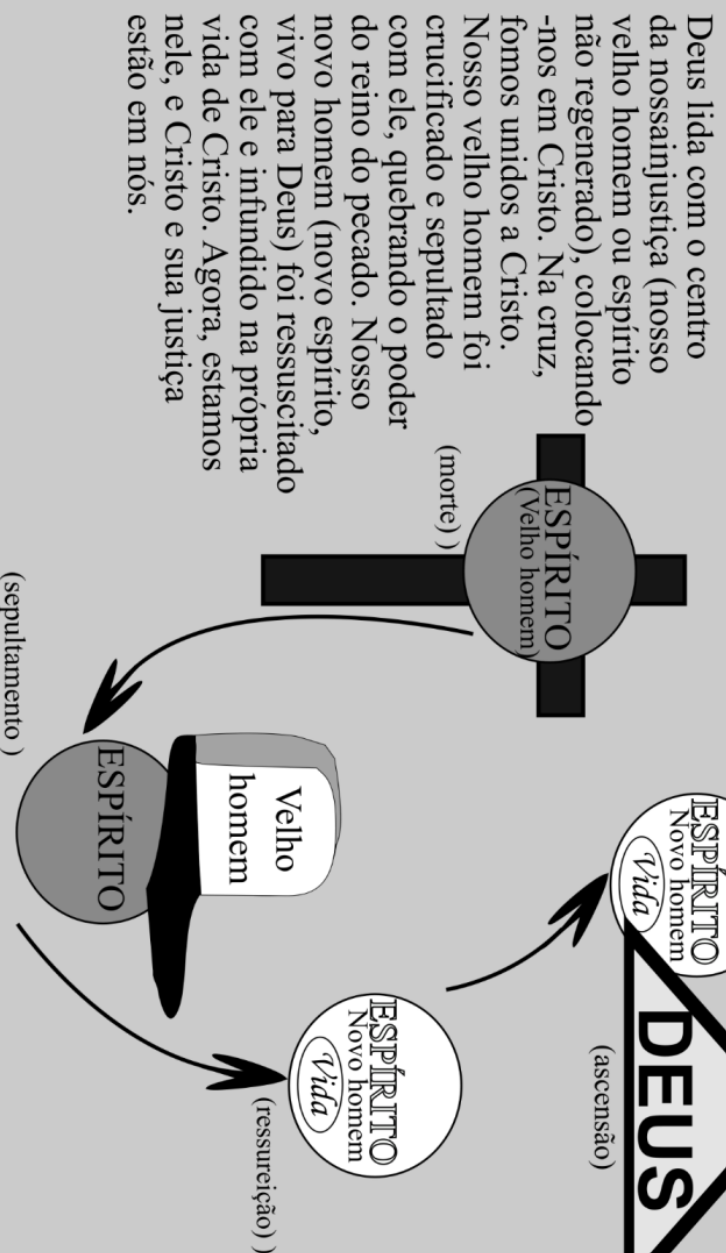 Deus lida com o centro
da nossainjustiça (nosso
velho homem ou espírito
não regenerado), colocando
-nos em Cristo. Na cruz,
fomos unidos a Cristo.
Nosso velho homem foi
crucificado e sepultado
com ele, quebrando o poder
do reino do pecado. Nosso
novo homem (novo espírito,
vivo para Deus) foi ressuscitado
com ele e infundido na própria
vida de Cristo. Agora, estamos
nele, e Cristo e sua justiça
estão em nós.
ESPÍRITO
(Velho homem)
(morte) )
Velho
homem
ESPÍRITO
(sepultamento )
ESPÍRITO
Novo homem
Vida
(ressureição) )
ESPÍRITO
Novo homem
Vida
DEUS
(ascensão)